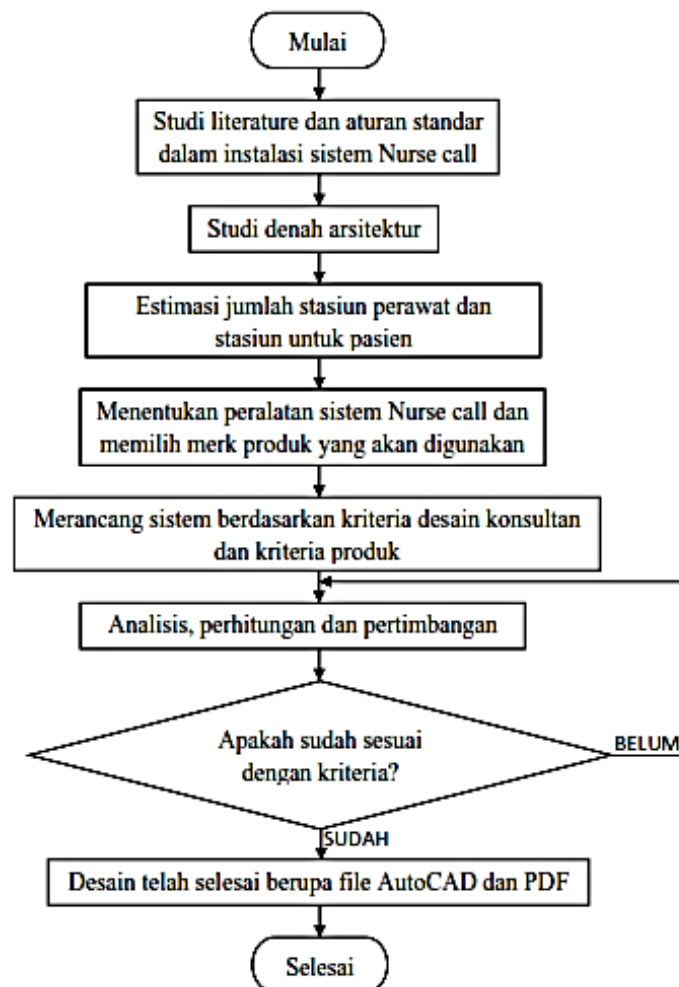 Mulai
Studi literature dan aturan standar
dalam instalasi sistem Nurse call
Studi denah arsitektur
Estimasi jumlah stasiun perawat dan
stasiun untuk pasien
Menentukan peralatan sistem Nurse call dan
memilih merk produk yang akan digunakan
Merancang sistem berdasarkan kriteria desain konsultan
dan kriteria produk
Analisis, perhitungan dan pertimbangan
Apakah sudah sesuai
dengan kriteria?
BELUM
SUDAH
Desain telah selesai berupa file AutoCAD dan PDF
Selesai